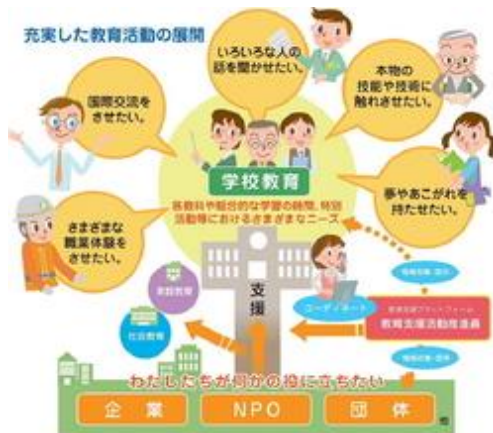 充実した教育活動の展開
いろいろな人の
話を聞かせたい。
本物の
技能や技術に
触れさせたい。
国際交流を
させたい。
学校教育
各教科や総合的な学習の時間、特別
活動等におけるさまざまなニーズ
夢やあこがれを
持たせたい。
さまざまな
職業体験を
させたい。
支援
家庭教育
社会教育
コーディネート
教育支援活動推進員
わたしたちが何かの役に立ちたい
企業
NPO
団体
他